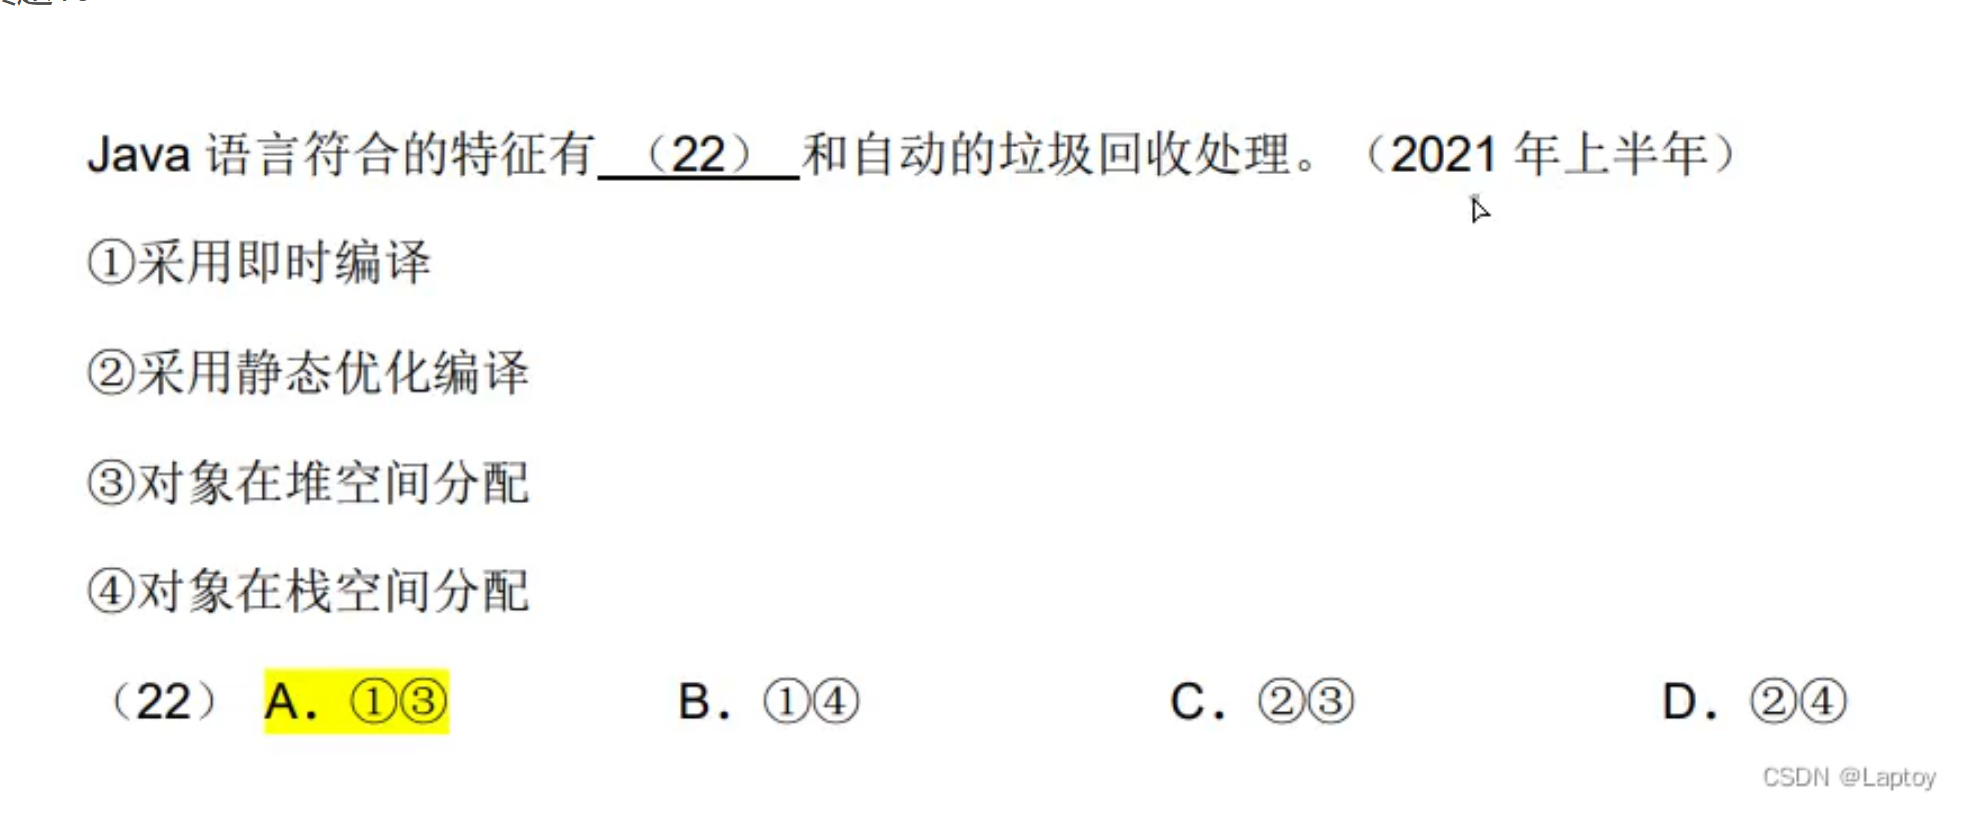 Java 语言符合的特征有 （22） 和自动的垃圾回收处理。（2021 年上半年）
①采用即时编译
②采用静态优化编译
③对象在堆空间分配
④对象在栈空间分配
（22） A. ①③ B. ①④ C. ②③ D. ②④
CSDN @Laptoy